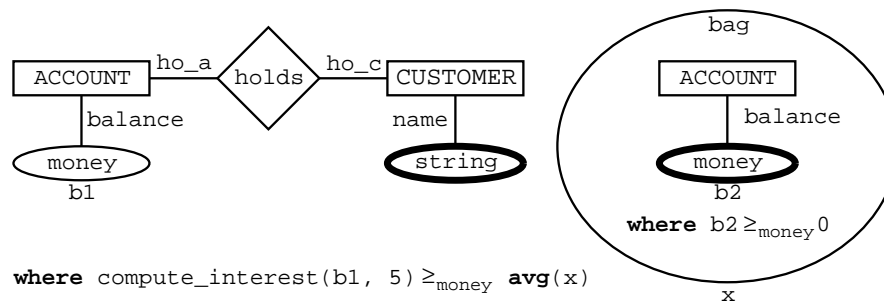 bag
ho_a
ho_c
ACCOUNT
holds
CUSTOMER
ACCOUNT
balance
name
balance
money
string
money
b1
b2
where b2 ≥money 0
where compute_interest(b1, 5) ≥money avg(x)
x